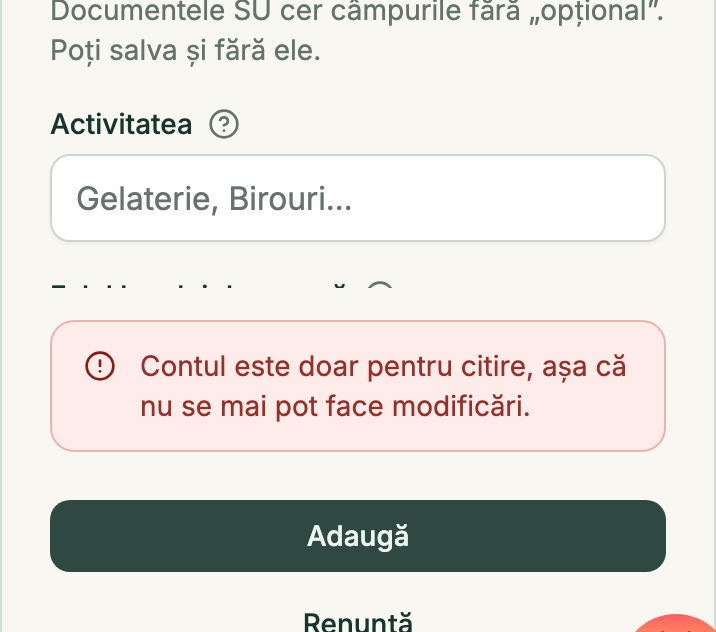 Documentele SU cer câmpurile fără „opțional”.
Poți salva și fără ele.
Activitatea
Gelaterie, Birouri...
Contul este doar pentru citire, așa că
nu se mai pot face modificări.
Adaugă
Renunță